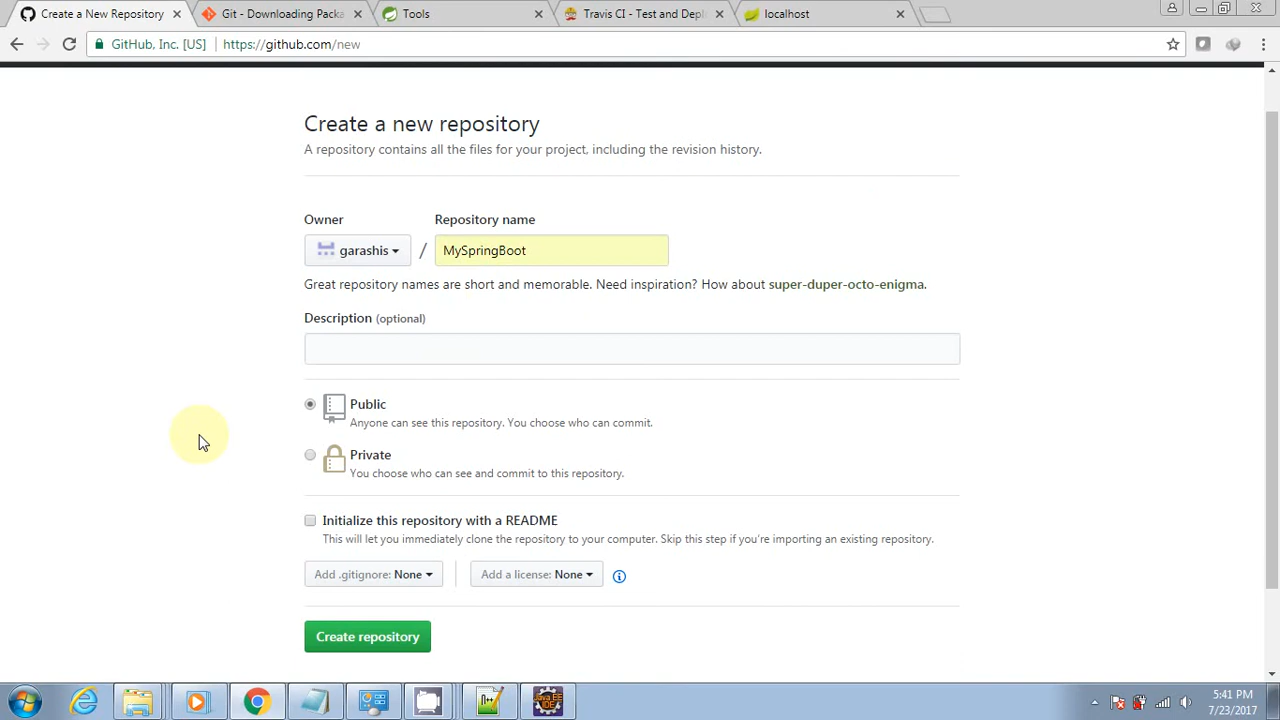 Create a New Repository
Git - Downloading Packa
Tools
Travis CI - Test and Depl
localhost
GitHub, Inc. [US]
https://github.com/new
Create a new repository
A repository contains all the files for your project, including the revision history.
Owner
Repository name
garashis
/
MySpringBoot
Great repository names are short and memorable. Need inspiration? How about super-duper-octo-enigma.
Description (optional)
Public
Anyone can see this repository. You choose who can commit.
Private
You choose who can see and commit to this repository.
Initialize this repository with a README
This will let you immediately clone the repository to your computer. Skip this step if you're importing an existing repository.
Add .gitignore: None
Add a license: None
Create repository
Java EE
IDE
5:41 PM
7/23/2017